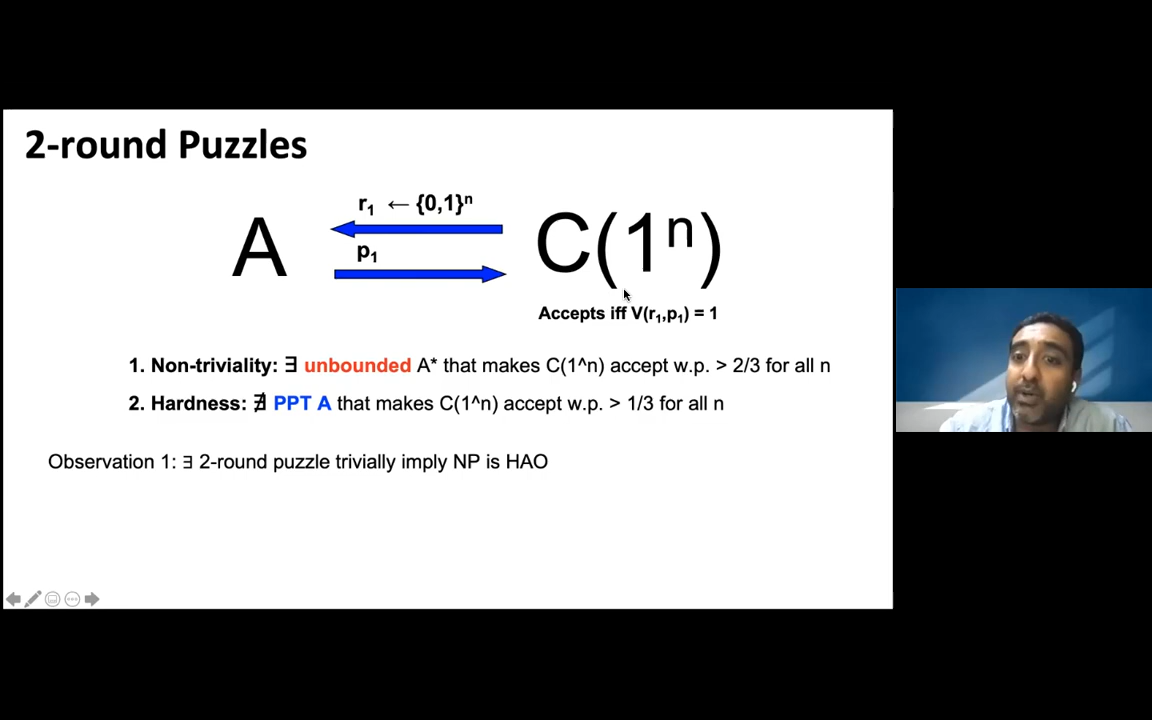 2-round Puzzles
r₁ ← {0,1}ⁿ
A
C(1ⁿ)
p₁
Accepts iff V(r₁,p₁) = 1
1. Non-triviality: ∃ unbounded A* that makes C(1^n) accept w.p. > 2/3 for all n
2. Hardness: ∄ PPT A that makes C(1^n) accept w.p. > 1/3 for all n
Observation 1: ∃ 2-round puzzle trivially imply NP is HAO